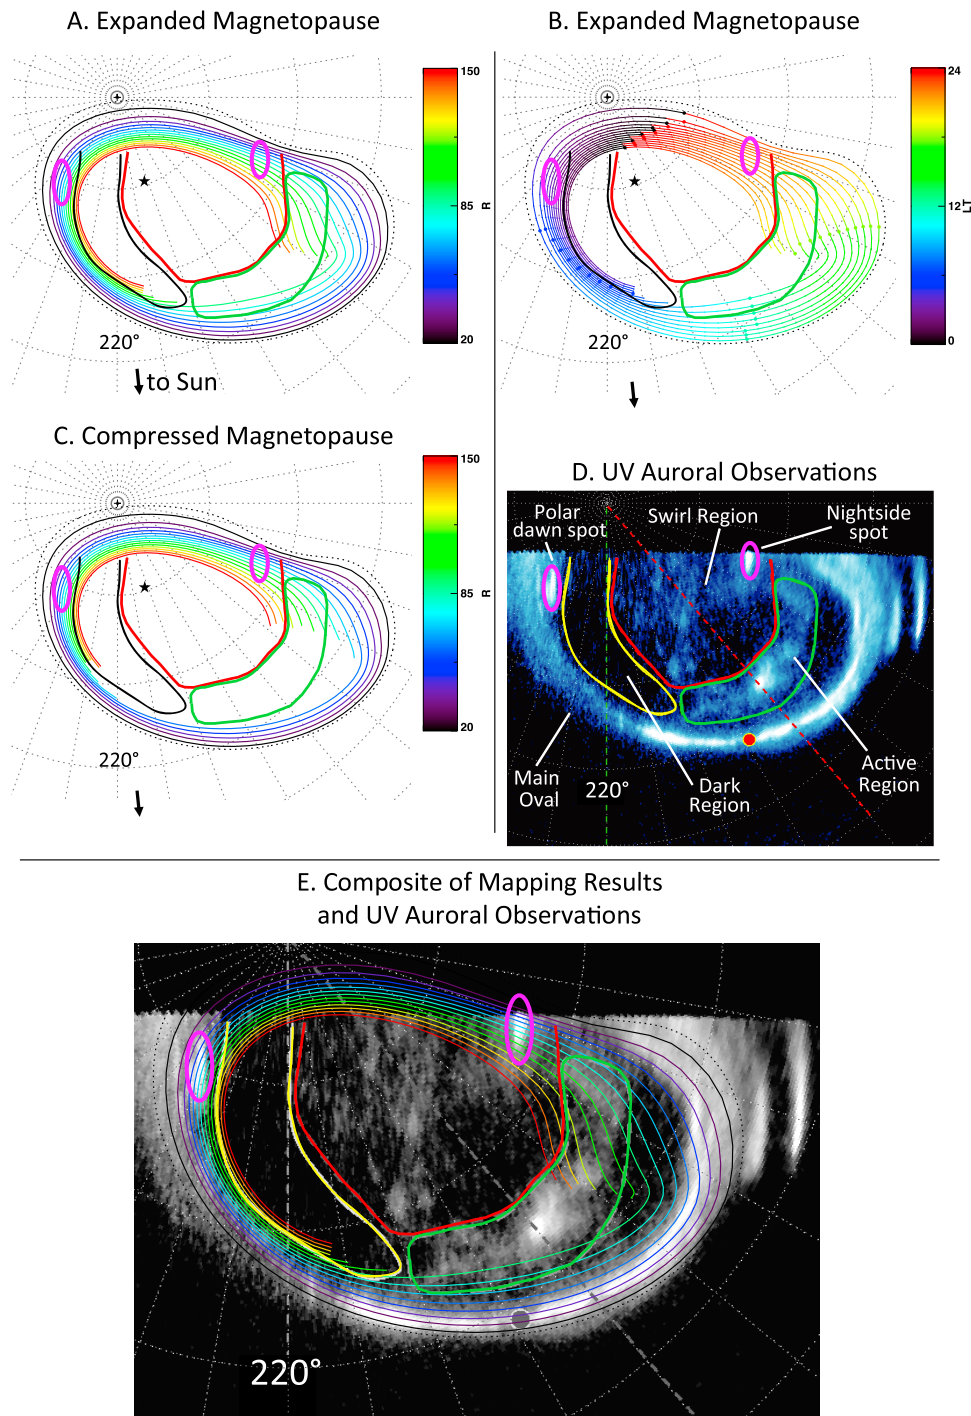 A. Expanded Magnetopause
150
85
R
20
220°
to Sun
B. Expanded Magnetopause
24
12
LT
0
220°
C. Compressed Magnetopause
150
85
R
20
220°
D. UV Auroral Observations
Polar
dawn spot
Swirl Region
Nightside
spot
Main
Oval
220°
Dark
Region
Active
Region
E. Composite of Mapping Results
and UV Auroral Observations
220°